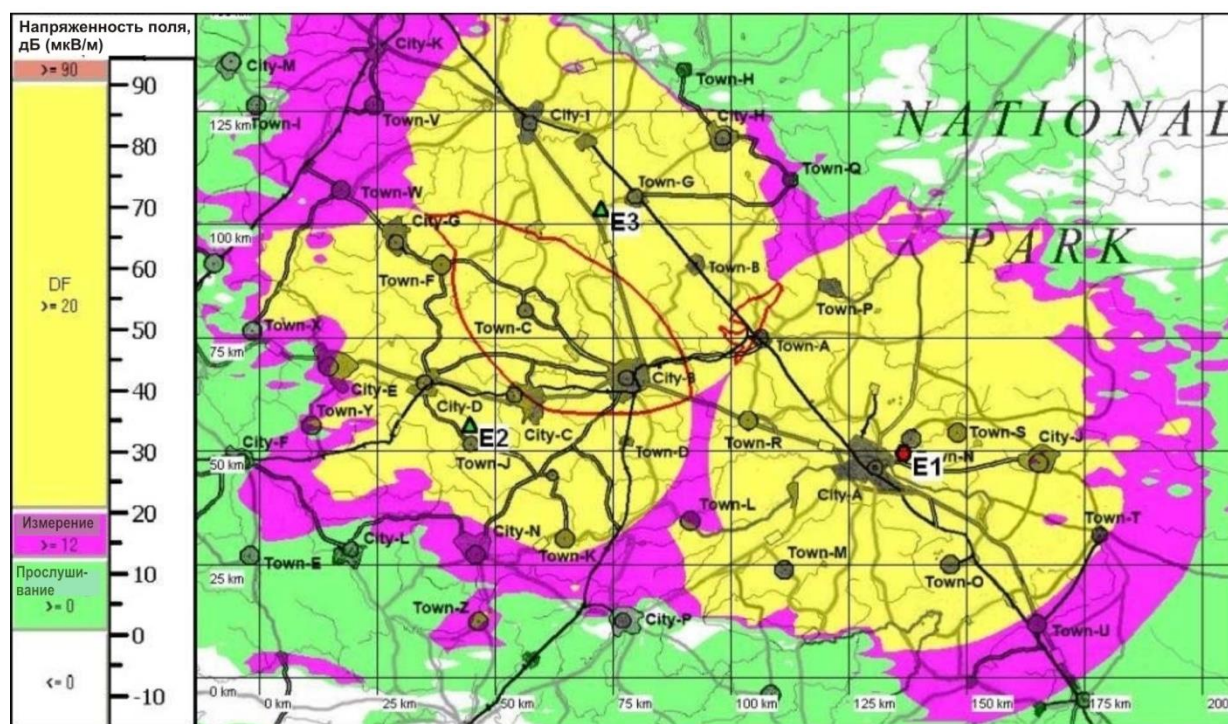 Напряженность поля,
дБ (мкВ/м)
>= 90
90
80
70
60
DF
>= 20
50
40
30
20
Измерение
>= 12
10
Прослуши-
вание
>= 0
0
<= 0
-10
City-K
City-M
Town-H
Town-I
125 km
Town-V
City-I
City-H
NATIONAL
Town-W
Town-G
Town-Q
E3
City-G
100 km
PARK
Town-F
Town-B
Town-P
Town-C
Town-X
75 km
Town-A
City-E
City-B
Town-Y
City-D
City-C
Town-R
Town-S
City-J
City-F
E2
50 km
Town-J
Town-D
Town-N
E1
City-A
Town-L
Town-T
City-N
City-L
Town-E
Town-K
Town-M
Town-O
25 km
Town-Z
City-P
Town-U
0 km
0 km
25 km
50 km
75 km
100 km
125 km
150 km
175 km